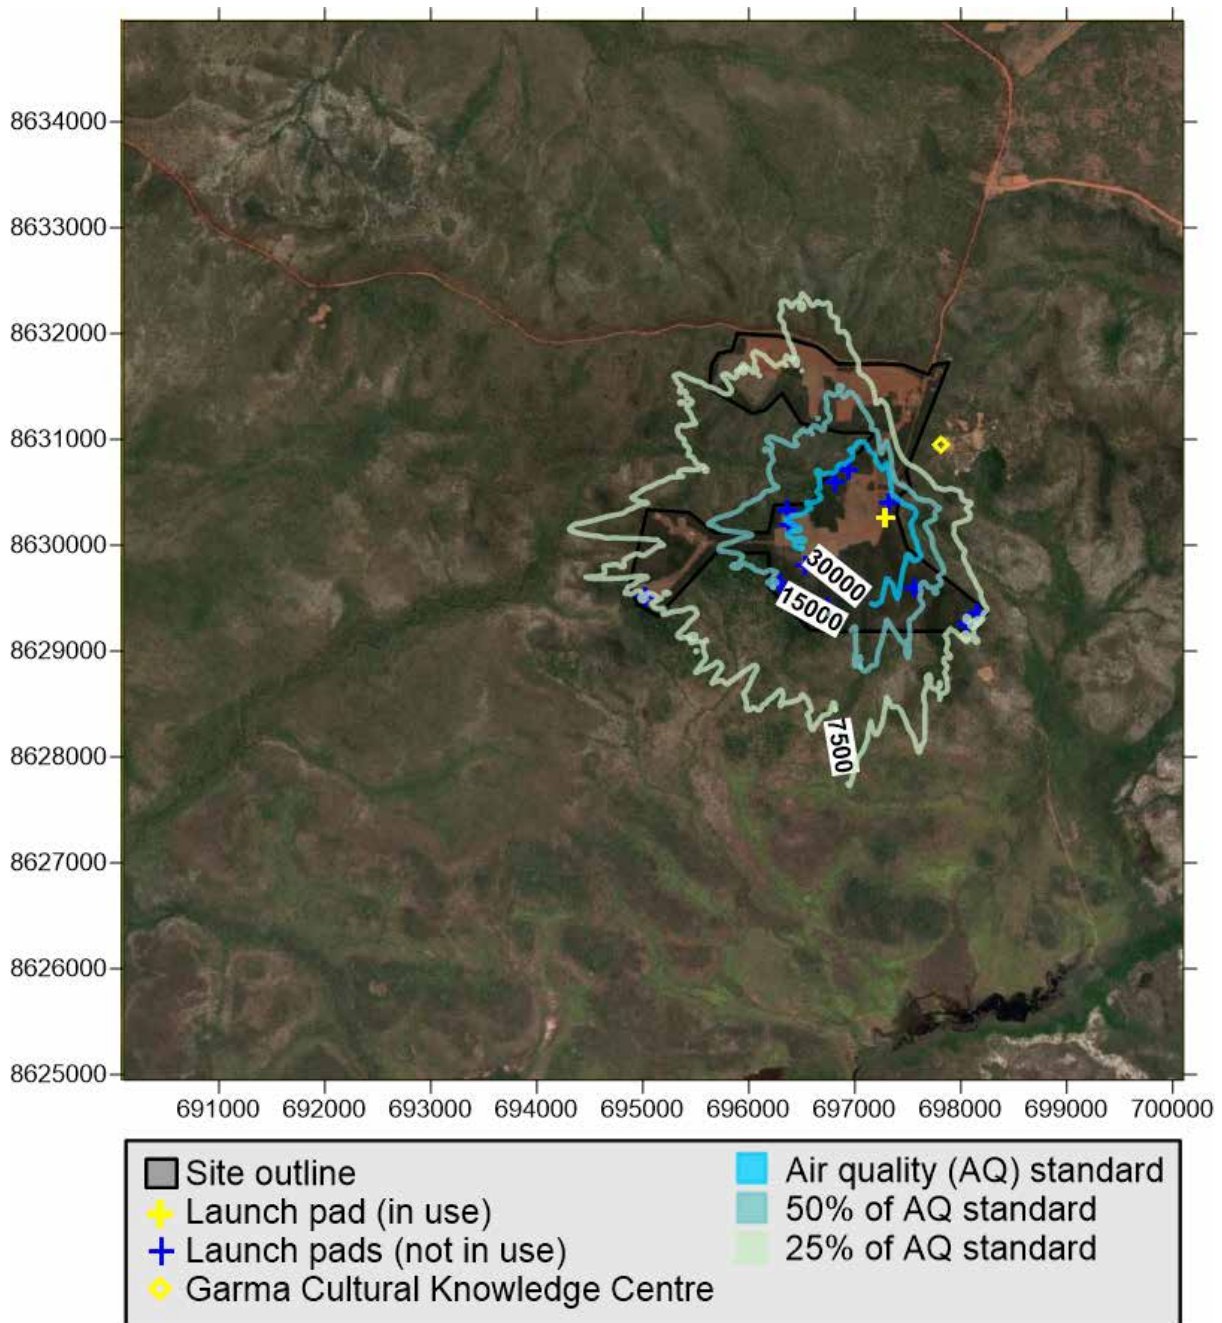 8634000
8633000
8632000
8631000
8630000
8629000
8628000
8627000
8626000
8625000
30000
15000
7500
691000 692000 693000 694000 695000 696000 697000 698000 699000 700000
Site outline
Launch pad (in use)
Launch pads (not in use)
Garma Cultural Knowledge Centre
Air quality (AQ) standard
50% of AQ standard
25% of AQ standard